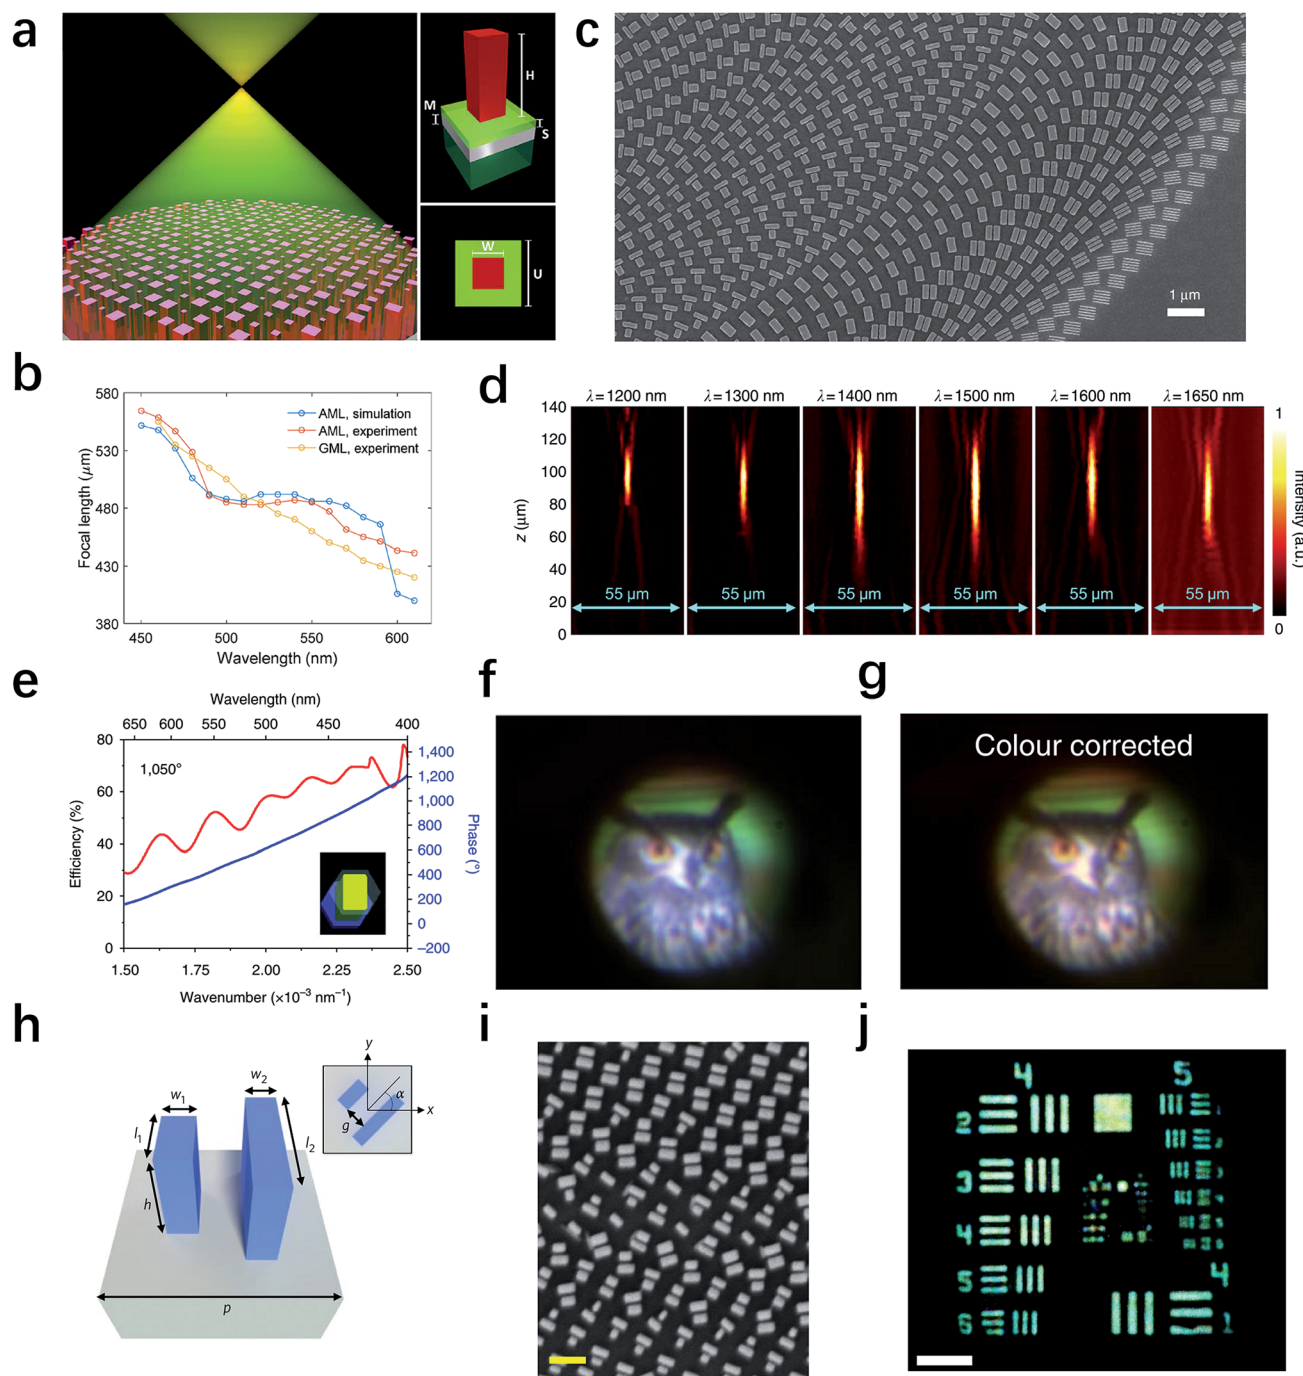 a
H
M
S
W
U
c
1 μm
b
580
530
480
430
380
Focal length (μm)
AML, simulation
AML, experiment
GML, experiment
450
500
550
600
Wavelength (nm)
d
λ = 1200 nm
λ = 1300 nm
λ = 1400 nm
λ = 1500 nm
λ = 1600 nm
λ = 1650 nm
140
120
100
80
60
40
20
0
z (μm)
55 μm
55 μm
55 μm
55 μm
55 μm
55 μm
1
0
Intensity (a.u.)
e
Wavelength (nm)
650 600 550 500 450 400
80
60
40
20
0
Efficiency (%)
1,050°
1,400
1,200
1,000
800
600
400
200
0
–200
Phase (°)
1.50 1.75 2.00 2.25 2.50
Wavenumber (×10⁻³ nm⁻¹)
f
g
Colour corrected
h
w₁
w₂
l₁
l₂
h
p
y
x
α
g
i
j
4
5
2
3
4
5
6
4
1